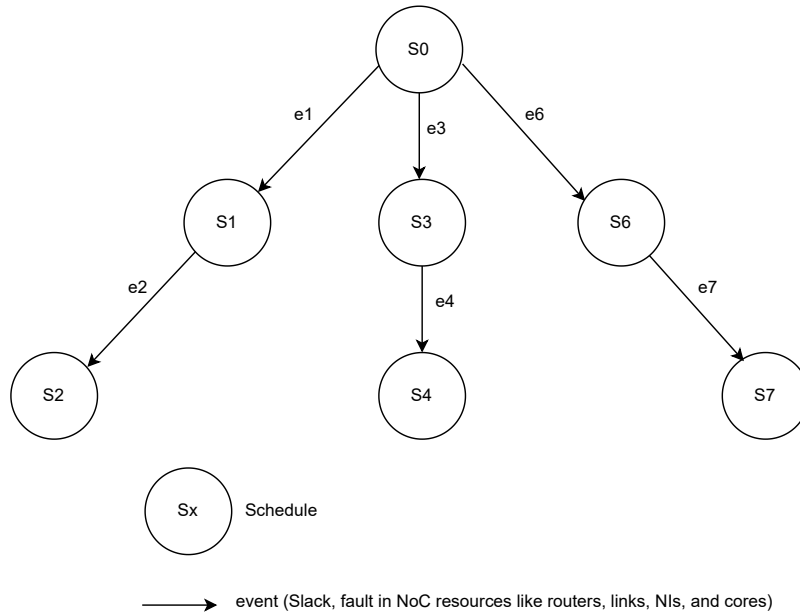 S0
e1
e3
e6
S1
S3
S6
e2
e4
e7
S2
S4
S7
Sx
Schedule
event (Slack, fault in NoC resources like routers, links, NIs, and cores)